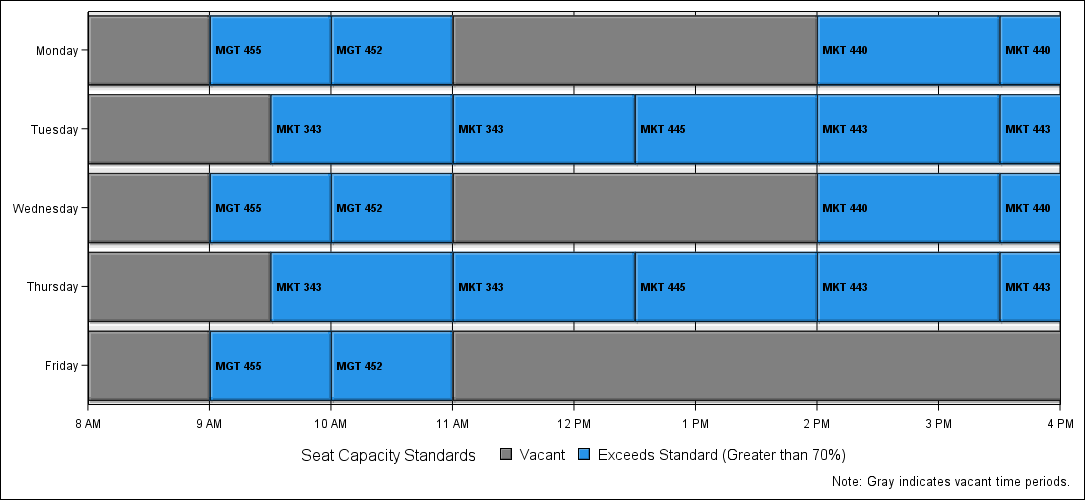 Monday MGT 455 MGT 452 MKT 440 MKT 440
Tuesday MKT 343 MKT 343 MKT 445 MKT 443 MKT 443
Wednesday MGT 455 MGT 452 MKT 440 MKT 440
Thursday MKT 343 MKT 343 MKT 445 MKT 443 MKT 443
Friday MGT 455 MGT 452
8 AM 9 AM 10 AM 11 AM 12 PM 1 PM 2 PM 3 PM 4 PM
Seat Capacity Standards Vacant Exceeds Standard (Greater than 70%)
Note: Gray indicates vacant time periods.